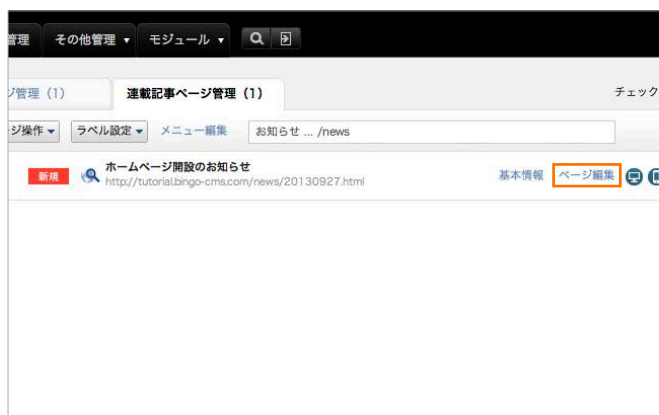 管理 その他管理 ▼ モジュール ▼
ジ管理（1） 連載記事ページ管理（1） チェック
ジ操作▼ ラベル設定▼ メニュー編集 お知らせ ... /news
新規 ホームページ開設のお知らせ 基本情報 ページ編集
http://tutorial.bingo-cms.com/news/20130927.html